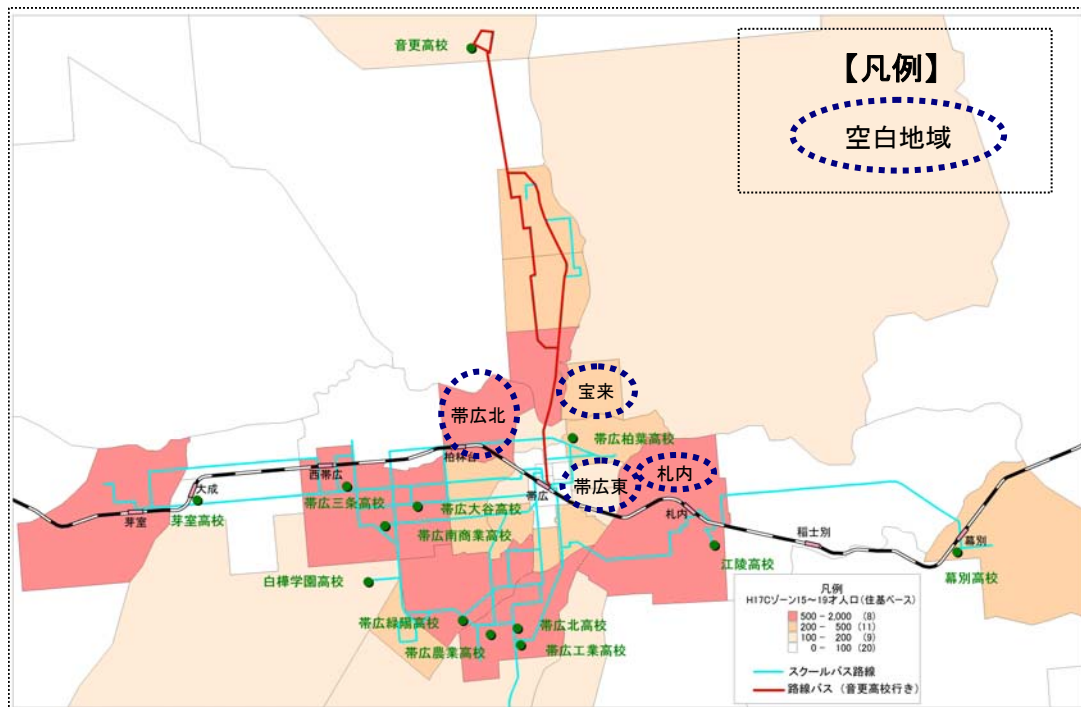 音更高校
【凡例】
空白地域
宝来
帯広北
帯広柏葉高校
柏林台
西帯広
札内
帯広東
帯広
大成
帯広三条高校
帯広大谷高校
芽室
芽室高校
札内
帯広南商業高校
稲士別
幕別
江陵高校
幕別高校
白樺学園高校
凡例
H17Cゾーン15～19才人口(住基ベース)
500 - 2,000 (8)
200 - 500 (11)
100 - 200 (9)
0 - 100 (20)
スクールバス路線
路線バス (音更高校行き)
帯広緑陽高校
帯広北高校
帯広農業高校
帯広工業高校